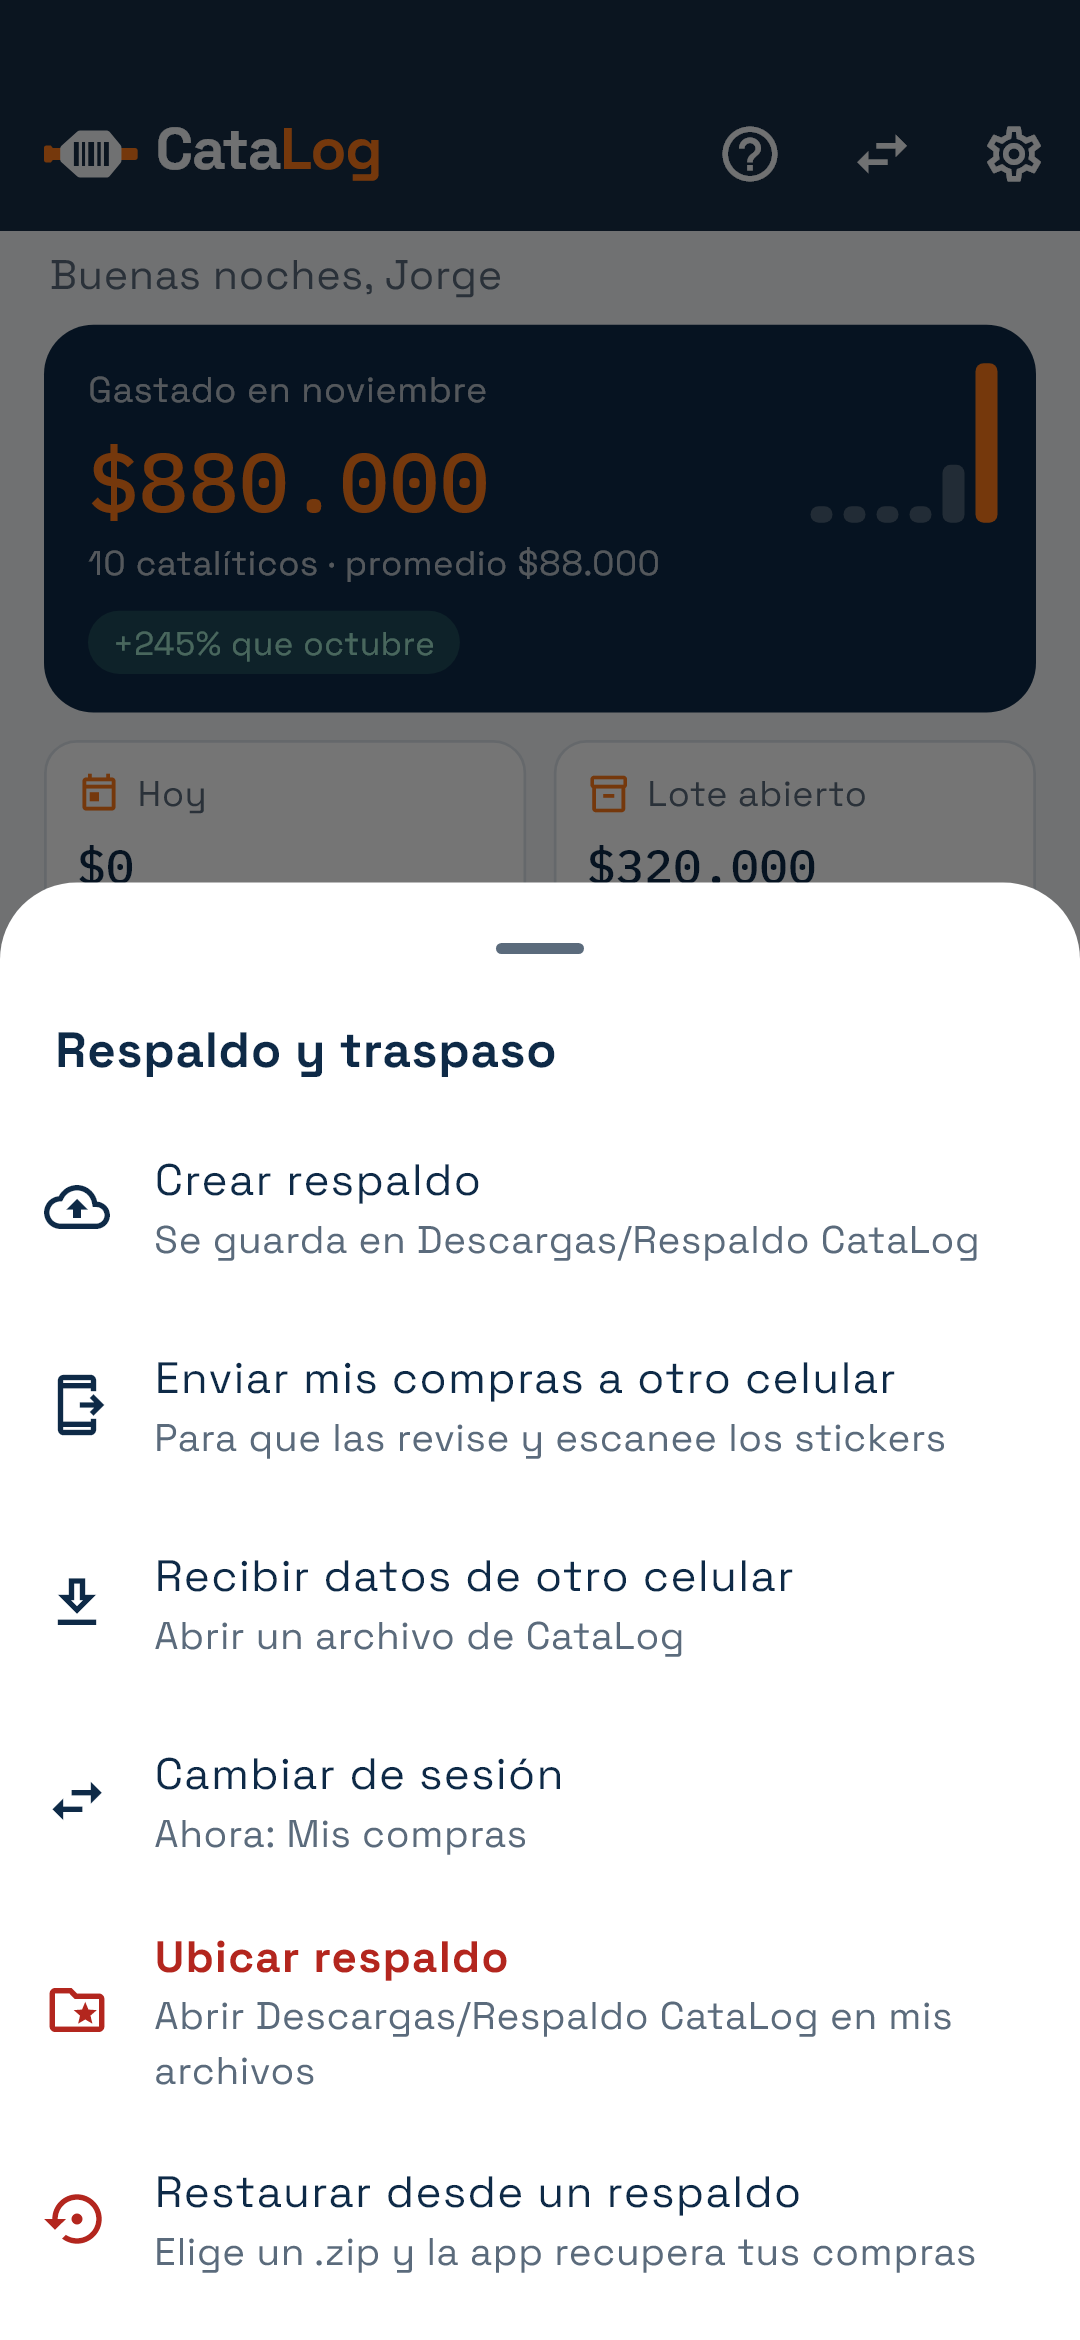 CataLog
Buenas noches, Jorge
Gastado en noviembre
$880.000
10 catalíticos · promedio $88.000
+245% que octubre
Hoy
Lote abierto
$0
$320.000
Respaldo y traspaso
Crear respaldo
Se guarda en Descargas/Respaldo CataLog
Enviar mis compras a otro celular
Para que las revise y escanee los stickers
Recibir datos de otro celular
Abrir un archivo de CataLog
Cambiar de sesión
Ahora: Mis compras
Ubicar respaldo
Abrir Descargas/Respaldo CataLog en mis
archivos
Restaurar desde un respaldo
Elige un .zip y la app recupera tus compras